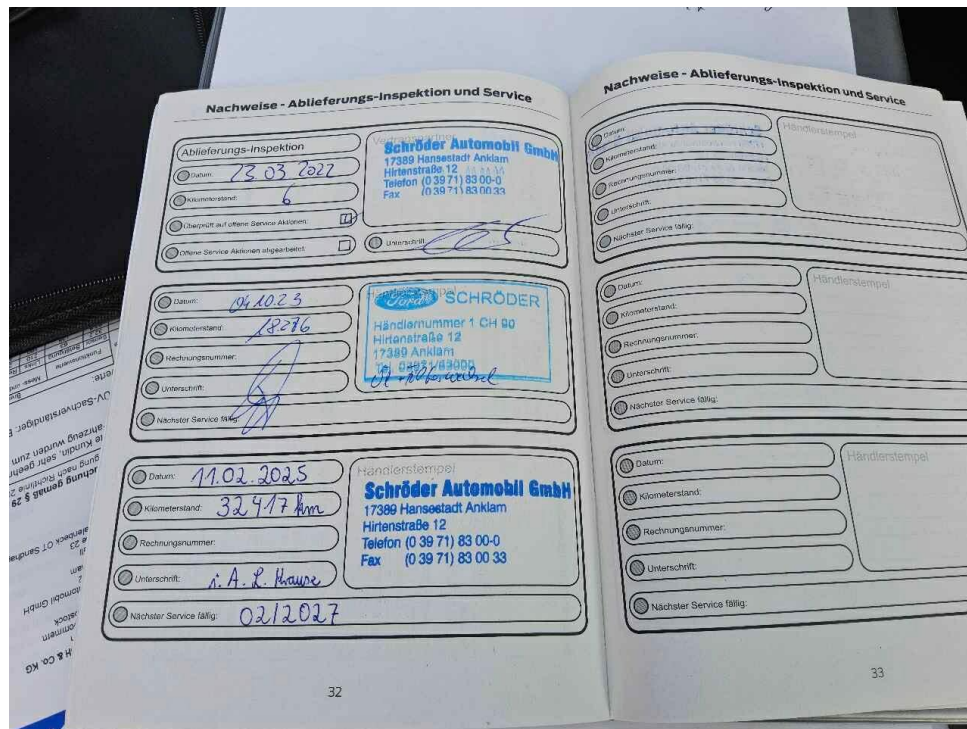 Nachweise - Ablieferungs-Inspektion und Service
Ablieferungs-Inspektion
Datum: 23 03 2022
Kilometerstand: 6
Überprüft auf offene Service Aktionen:
Offene Service Aktionen abgearbeitet:
Vertragspartner
Schröder Automobil GmbH
17389 Hansestadt Anklam
Hirtenstraße 12
Telefon (0 39 71) 83 00-0
Fax (0 39 71) 83 00 33
Unterschrift
Datum: 04.10.23
Kilometerstand: 18276
Rechnungsnummer:
Unterschrift:
Nächster Service fällig:
Händlerstempel
Ford SCHRÖDER
Händlernummer 1 CH 90
Hirtenstraße 12
17389 Anklam
Tel. 03971/83000
Datum: 11.02.2025
Kilometerstand: 32417 km
Rechnungsnummer:
Unterschrift: i. A. L. Krause
Nächster Service fällig: 02/2027
Händlerstempel
Schröder Automobil GmbH
17389 Hansestadt Anklam
Hirtenstraße 12
Telefon (0 39 71) 83 00-0
Fax (0 39 71) 83 00 33
32
Nachweise - Ablieferungs-Inspektion und Service
Datum:
Kilometerstand:
Rechnungsnummer:
Unterschrift:
Nächster Service fällig:
Händlerstempel
Datum:
Kilometerstand:
Rechnungsnummer:
Unterschrift:
Nächster Service fällig:
Händlerstempel
Datum:
Kilometerstand:
Rechnungsnummer:
Unterschrift:
Nächster Service fällig:
Händlerstempel
33